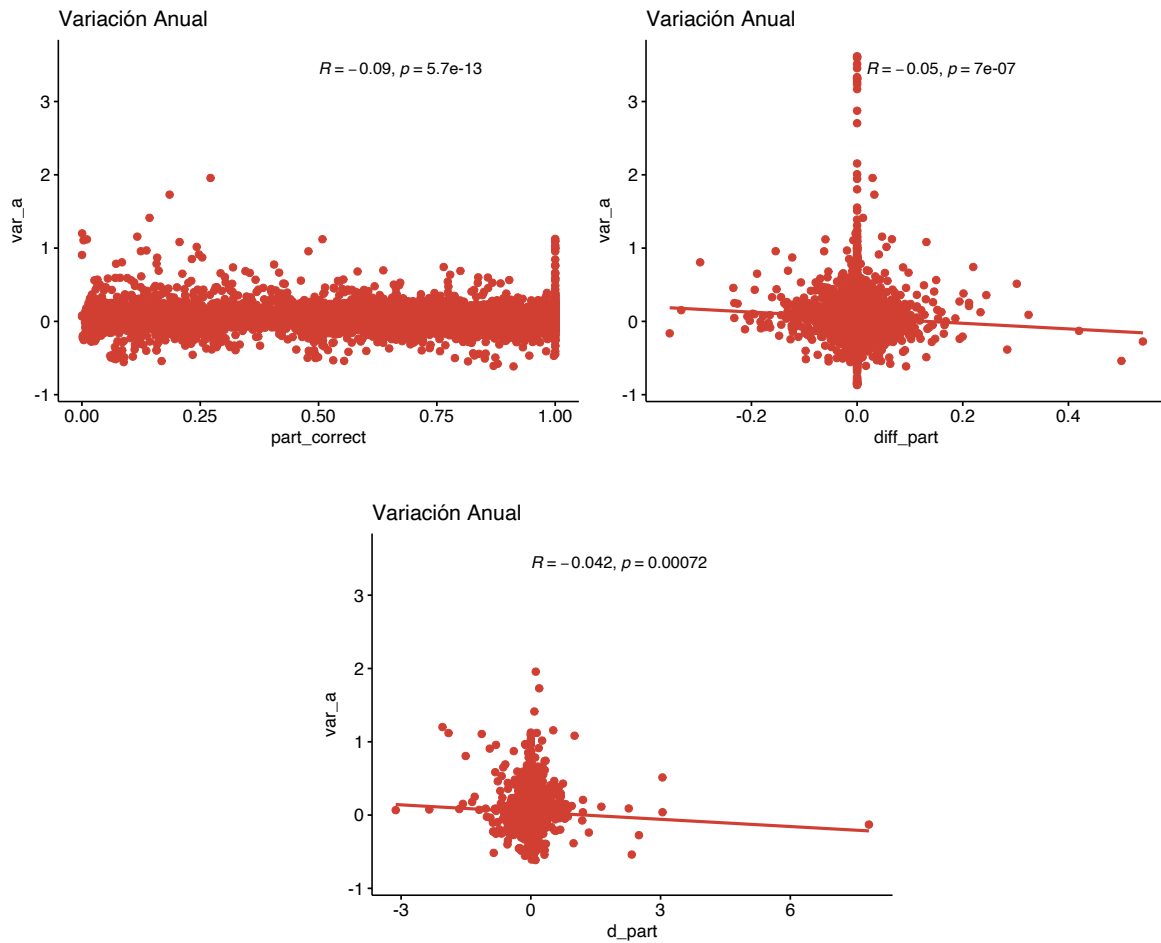 Variación Anual
R = −0.09, p = 5.7e-13
3
2
1
0
-1
var_a
0.00 0.25 0.50 0.75 1.00
part_correct
Variación Anual
R = −0.05, p = 7e-07
3
2
1
0
-1
var_a
-0.2 0.0 0.2 0.4
diff_part
Variación Anual
R = −0.042, p = 0.00072
3
2
1
0
-1
var_a
-3 0 3 6
d_part